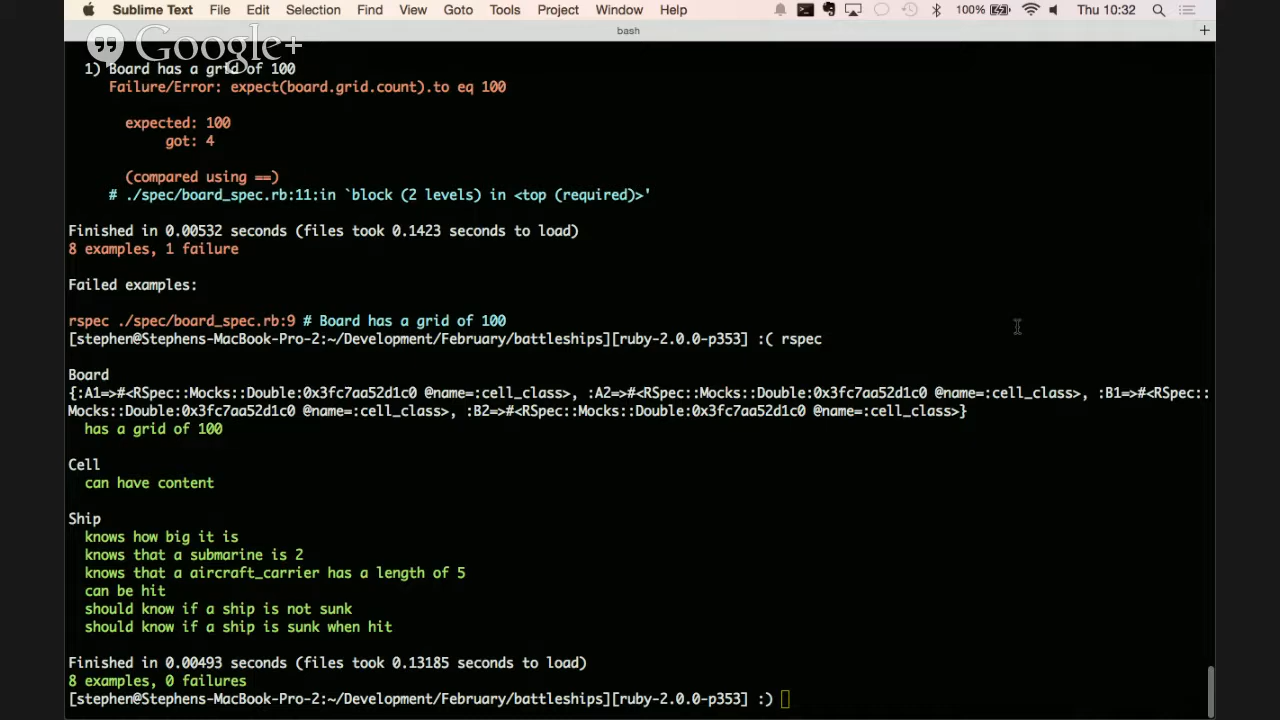 Sublime Text File Edit Selection Find View Goto Tools Project Window Help 100% Thu 10:32
bash
Google+
1) Board has a grid of 100
Failure/Error: expect(board.grid.count).to eq 100
expected: 100
got: 4
(compared using ==)
# ./spec/board_spec.rb:11:in `block (2 levels) in <top (required)>'
Finished in 0.00532 seconds (files took 0.1423 seconds to load)
8 examples, 1 failure
Failed examples:
rspec ./spec/board_spec.rb:9 # Board has a grid of 100
[stephen@Stephens-MacBook-Pro-2:~/Development/February/battleships][ruby-2.0.0-p353] :( rspec
Board
{:A1=>#<RSpec::Mocks::Double:0x3fc7aa52d1c0 @name=:cell_class>, :A2=>#<RSpec::Mocks::Double:0x3fc7aa52d1c0 @name=:cell_class>, :B1=>#<RSpec::
Mocks::Double:0x3fc7aa52d1c0 @name=:cell_class>, :B2=>#<RSpec::Mocks::Double:0x3fc7aa52d1c0 @name=:cell_class>}
has a grid of 100
Cell
can have content
Ship
knows how big it is
knows that a submarine is 2
knows that a aircraft_carrier has a length of 5
can be hit
should know if a ship is not sunk
should know if a ship is sunk when hit
Finished in 0.00493 seconds (files took 0.13185 seconds to load)
8 examples, 0 failures
[stephen@Stephens-MacBook-Pro-2:~/Development/February/battleships][ruby-2.0.0-p353] :)